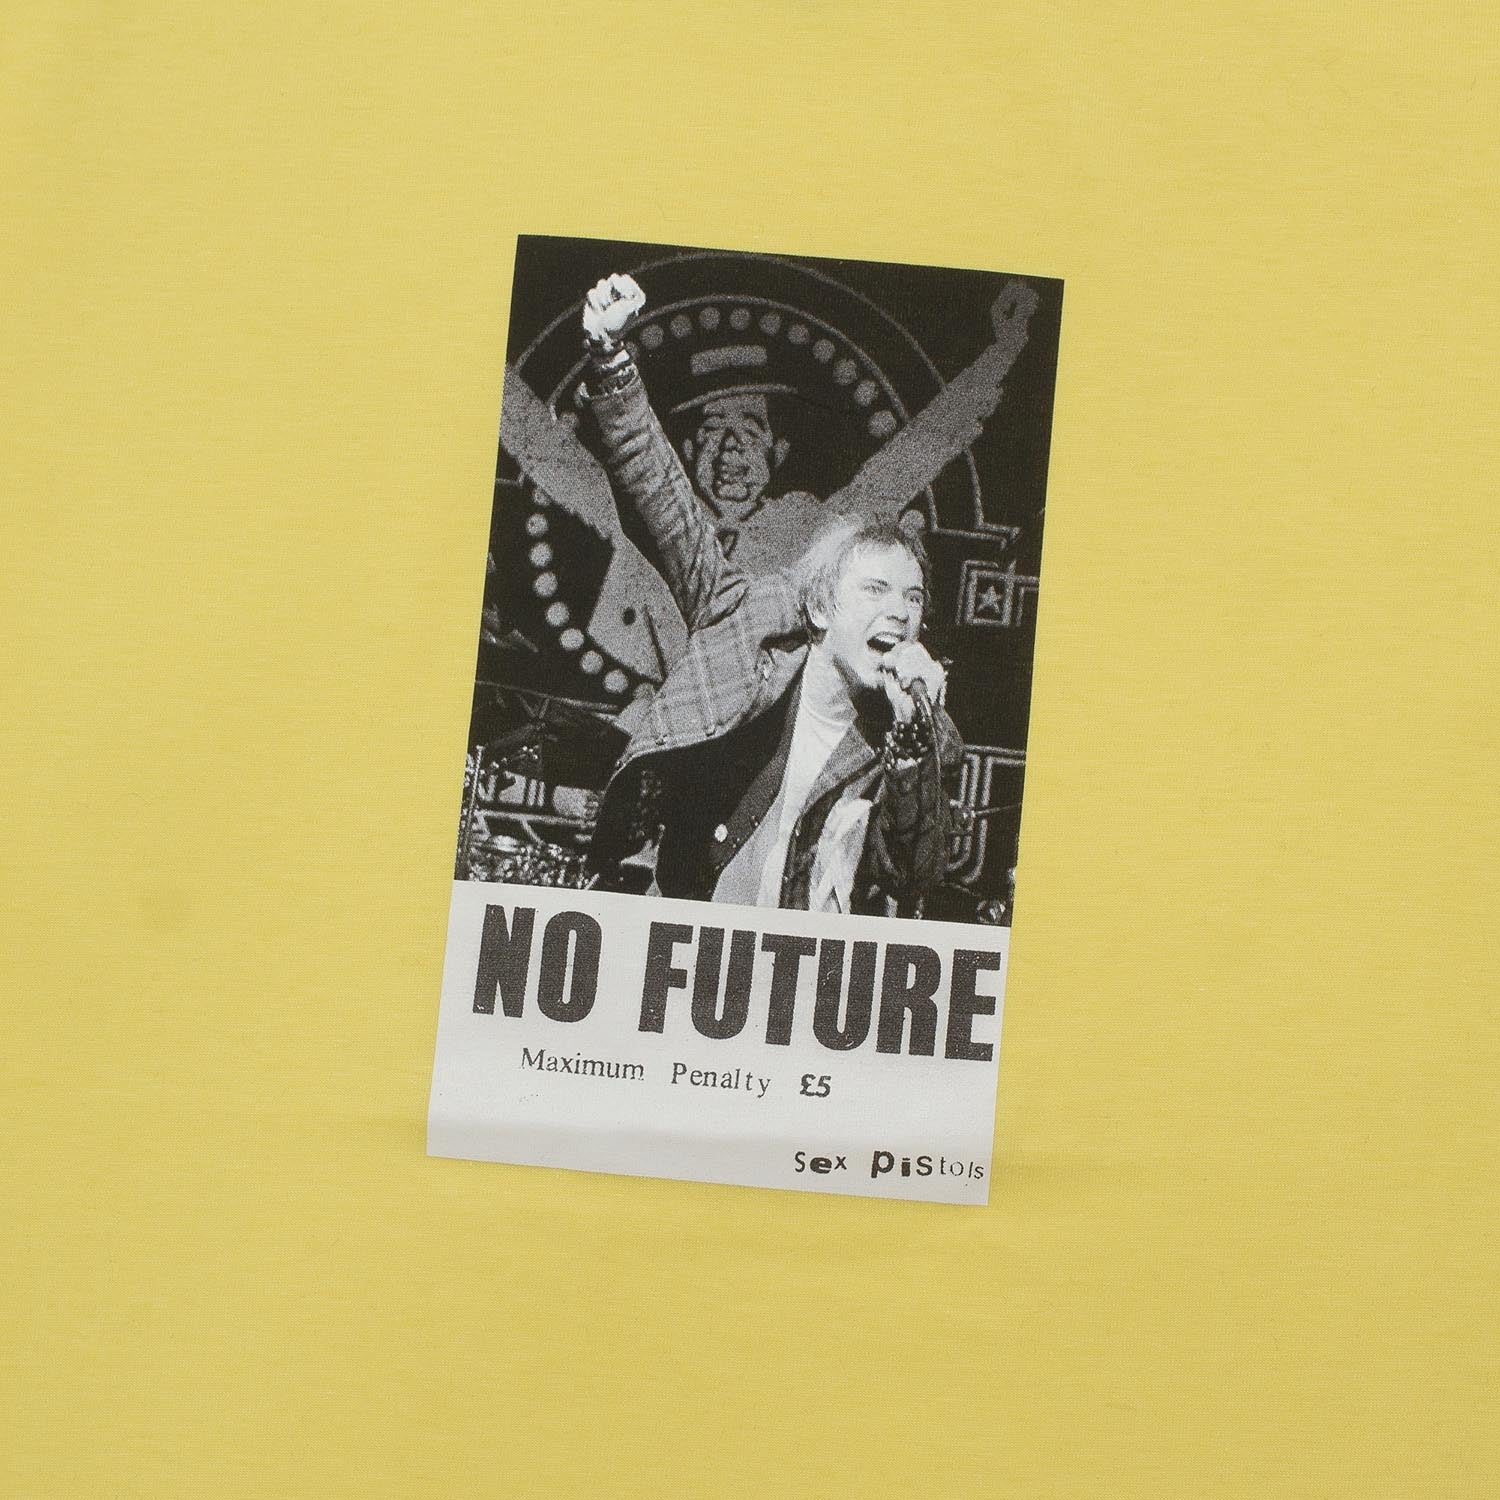 NO FUTURE
Maximum Penalty £5
sex pistols